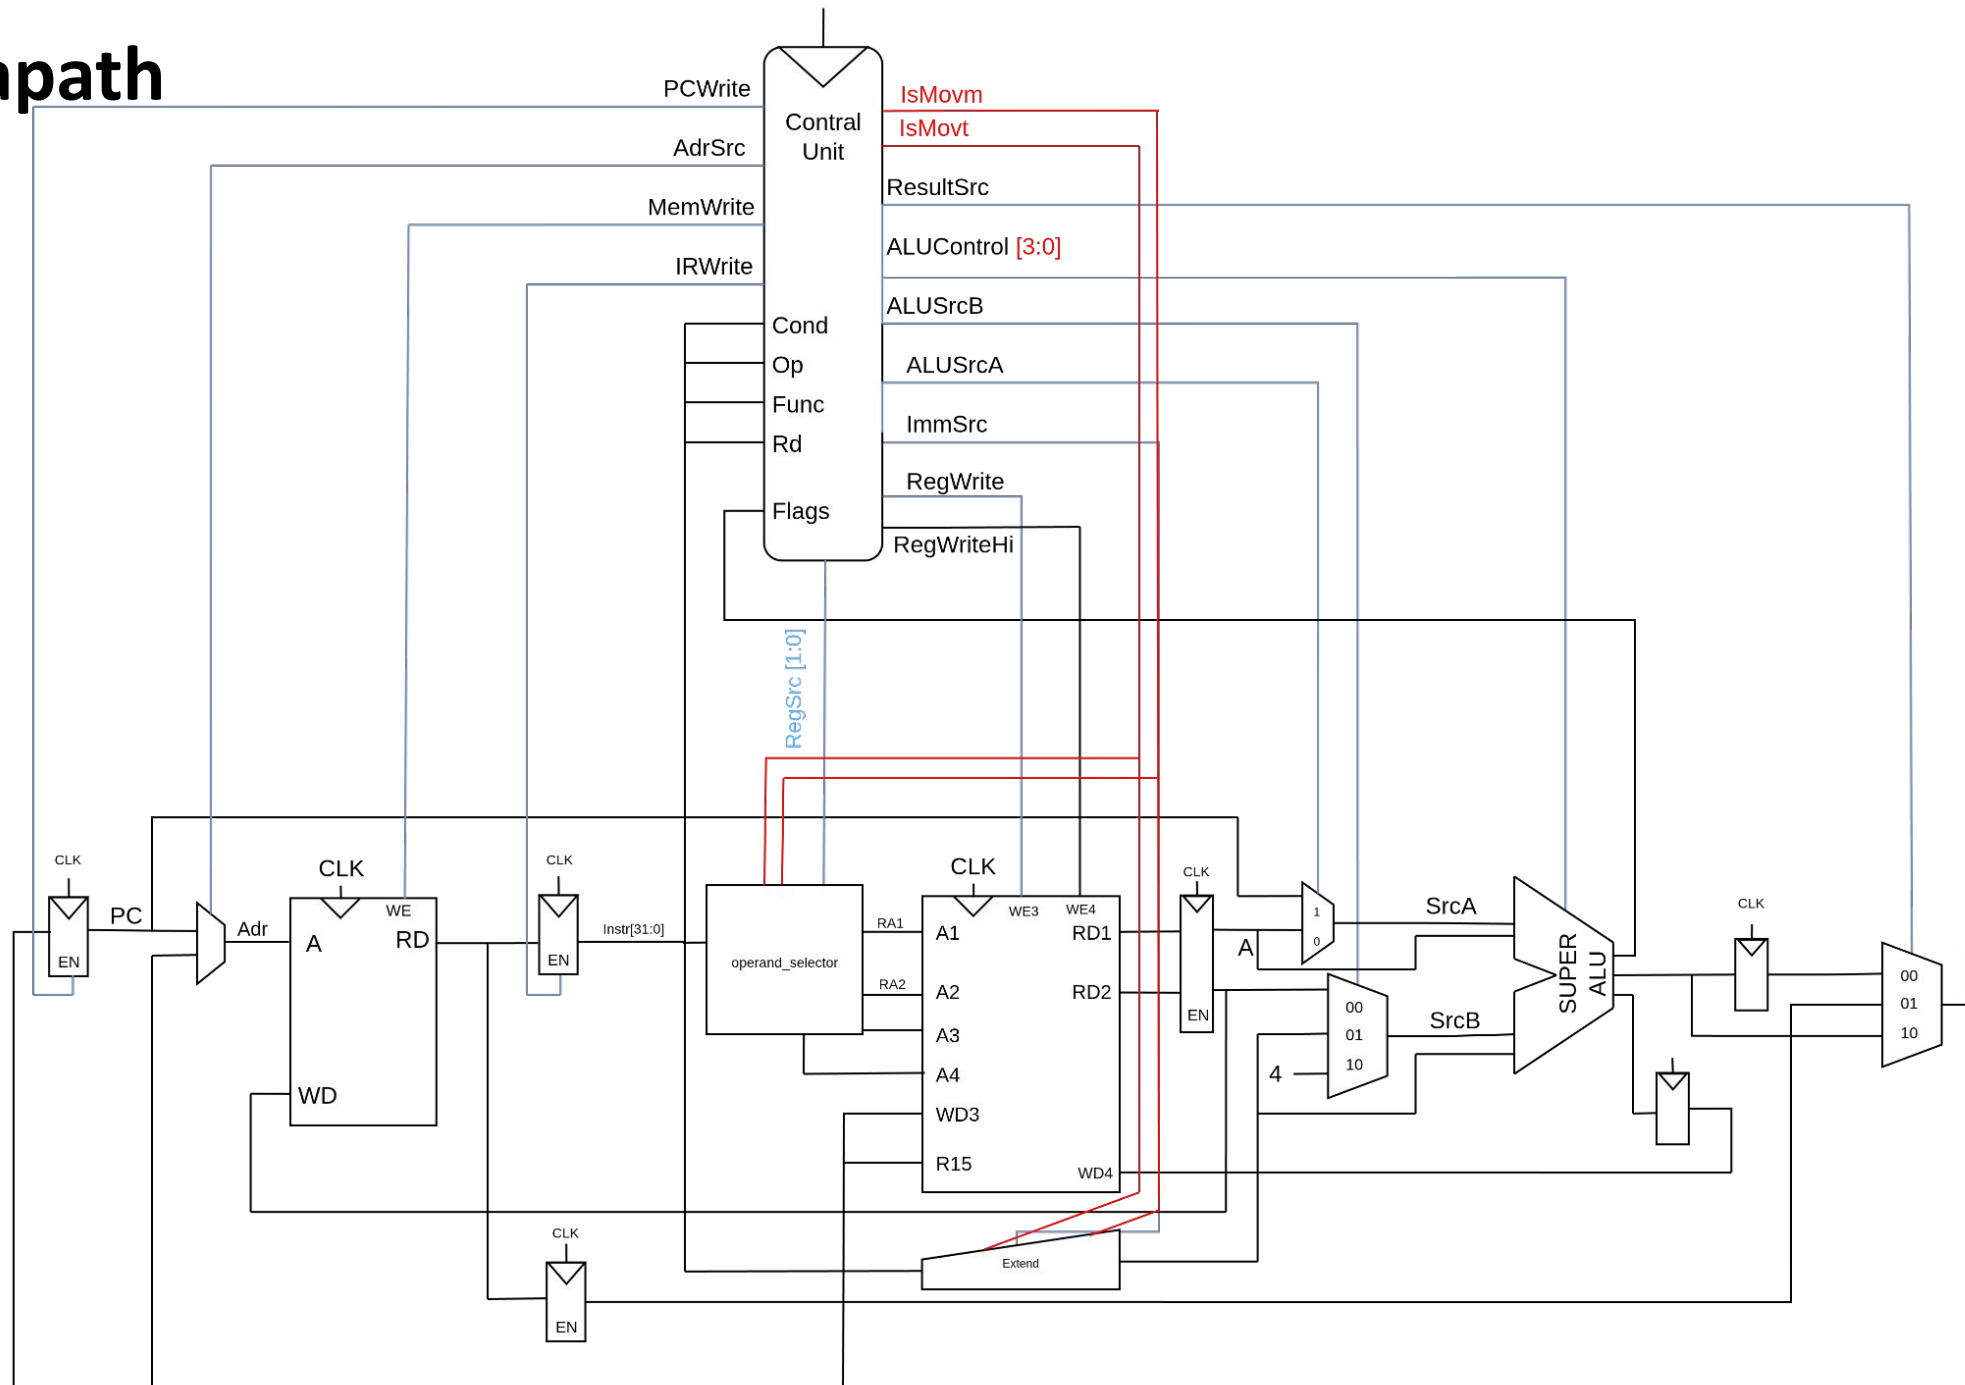 apath
PCWrite
AdrSrc
MemWrite
IRWrite
Contral
Unit
Cond
Op
Func
Rd
Flags
IsMovm
IsMovt
ResultSrc
ALUControl [3:0]
ALUSrcB
ALUSrcA
ImmSrc
RegWrite
RegWriteHi
RegSrc [1:0]
CLK
PC
EN
Adr
CLK
WE
A
RD
WD
CLK
EN
Instr[31:0]
operand_selector
RA1
RA2
CLK
WE3
WE4
A1
RD1
A2
RD2
A3
A4
WD3
R15
WD4
CLK
EN
A
1
0
00
01
10
4
SrcA
SrcB
SUPER
ALU
CLK
00
01
10
CLK
EN
Extend